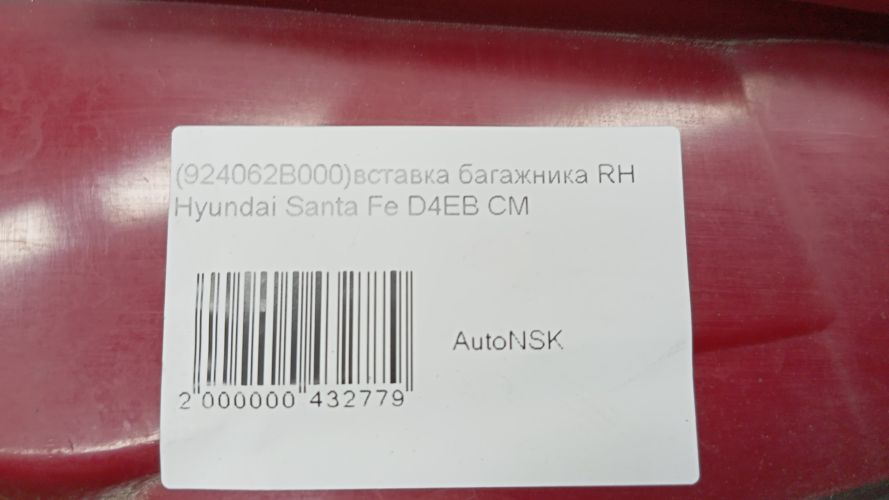 (924062B000)вставка багажника RH
Hyundai Santa Fe D4EB CM
AutoNSK
2 000000 432779